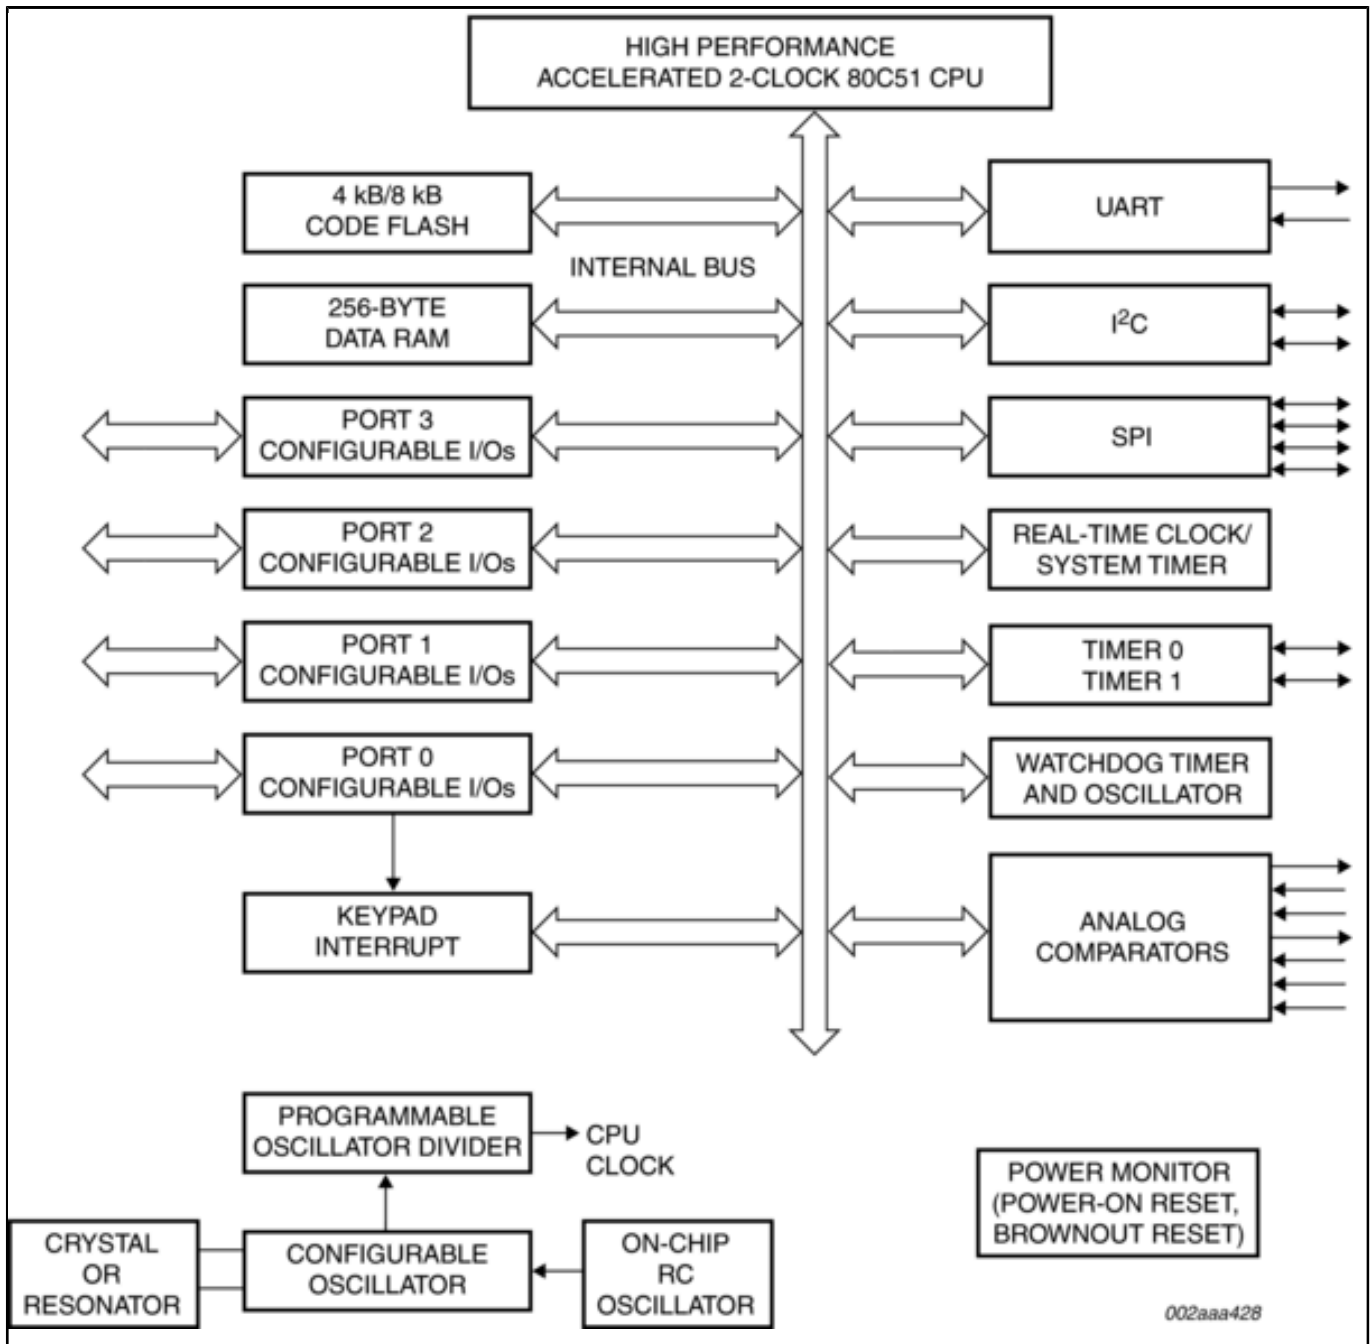 HIGH PERFORMANCE
ACCELERATED 2-CLOCK 80C51 CPU
4 kB/8 kB
CODE FLASH
UART
INTERNAL BUS
256-BYTE
DATA RAM
I²C
PORT 3
CONFIGURABLE I/Os
SPI
PORT 2
CONFIGURABLE I/Os
REAL-TIME CLOCK/
SYSTEM TIMER
PORT 1
CONFIGURABLE I/Os
TIMER 0
TIMER 1
PORT 0
CONFIGURABLE I/Os
WATCHDOG TIMER
AND OSCILLATOR
KEYPAD
INTERRUPT
ANALOG
COMPARATORS
PROGRAMMABLE
OSCILLATOR DIVIDER
CPU
CLOCK
POWER MONITOR
(POWER-ON RESET,
BROWNOUT RESET)
CRYSTAL
OR
RESONATOR
CONFIGURABLE
OSCILLATOR
ON-CHIP
RC
OSCILLATOR
002aaa428